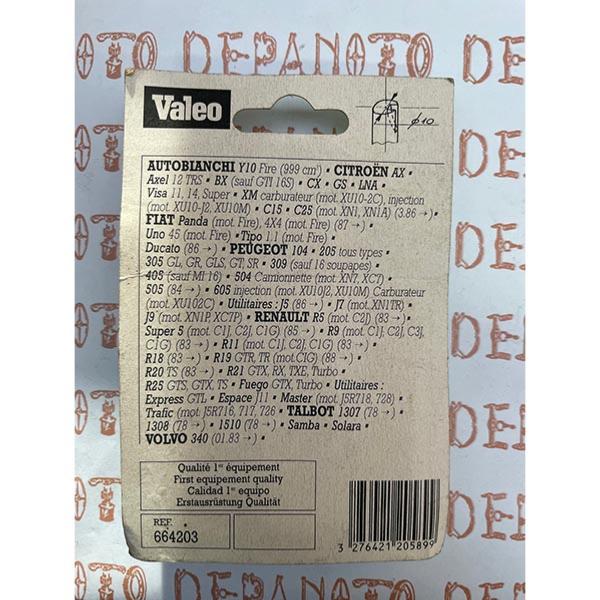 OTO DEPANOTO DEPAN
Valeo
ϕ10
AUTOBIANCHI Y10 Fire (999 cm³) • CITROËN AX •
Axel 12 TRS • BX (sauf GTI 16S) • CX • GS • LNA •
Visa 11, 14, Super • XM carburateur (mot. XU10-2C), injection
(mot. XU10-J2, XU10M) • C15 • C25 (mot. XN1, XN1A) (3.86 →) •
FIAT Panda (mot. Fire), 4X4 (mot. Fire) (87 →) •
Uno 45 (mot. Fire) • Tipo 1.1 (mot. Fire) •
Ducato (86 →) • PEUGEOT 104 • 205 tous types •
305 GL, GR, GLS, GT, SR • 309 (sauf 16 soupapes) •
405 (sauf MI 16) • 504 Camionnette (mot. XN7, XC7) •
505 (84 →) • 605 injection (mot. XU10J2, XU10M) Carburateur
(mot. XU102C) • Utilitaires : J5 (86 →) • J7 (mot. XN1TR) •
J9 (mot. XN1P, XC7P) • RENAULT R5 (mot. C2J) (83 →) •
Super 5 (mot. C1J, C2J, C1G) (85 →) • R9 (mot. C1J, C2J, C3J,
C1G) (83 →) • R11 (mot. C1J, C2J, C1G) (83 →) •
R18 (83 →) • R19 GTR, TR (mot. C1G) (88 →) •
R20 TS (83 →) • R21 GTX, RX, TXE, Turbo •
R25 GTS, GTX, TS • Fuego GTX, Turbo • Utilitaires :
Express GTL • Espace J11 • Master (mot. J5R718, 728) •
Trafic (mot. J5R716, 717, 726 • TALBOT 1307 (78 →) •
1308 (78 →) • 1510 (78 →) • Samba • Solara •
VOLVO 340 (01.83 →) •
Qualité 1er équipement
First equipement quality
Calidad 1er equipo
Erstausrüstung Qualität
REF.
664203
3 276421 205899